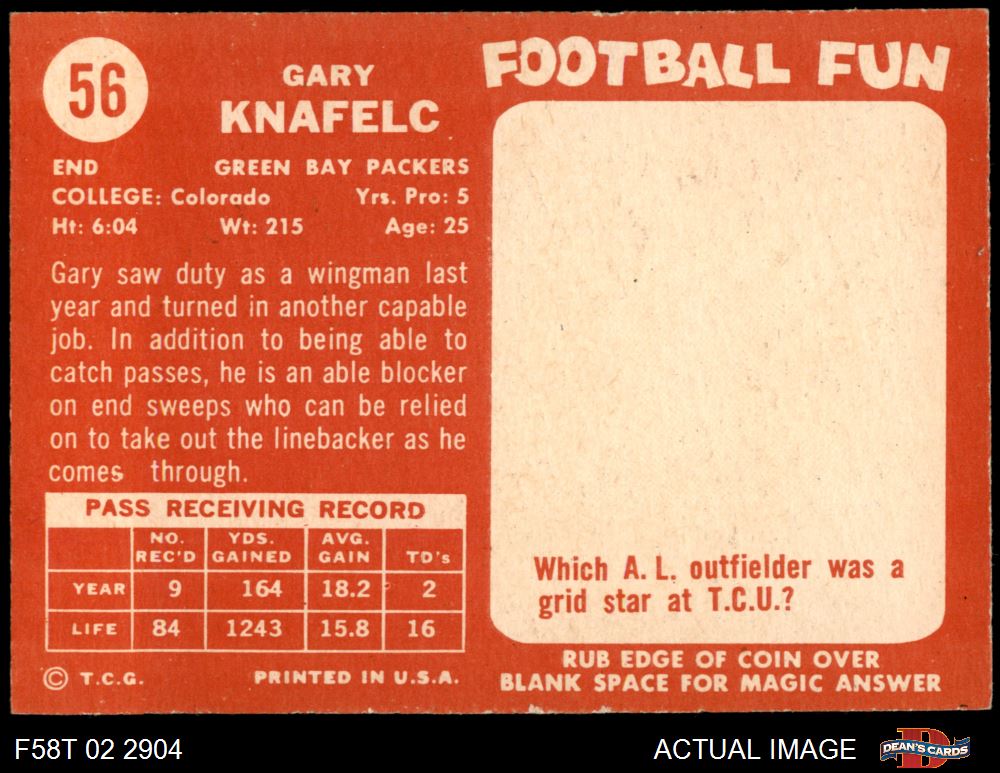 56
GARY
KNAFELC
END GREEN BAY PACKERS
COLLEGE: Colorado Yrs. Pro: 5
Ht: 6:04 Wt: 215 Age: 25
Gary saw duty as a wingman last
year and turned in another capable
job. In addition to being able to
catch passes, he is an able blocker
on end sweeps who can be relied
on to take out the linebacker as he
comes through.
PASS RECEIVING RECORD
NO. REC'D YDS. GAINED AVG. GAIN TD's
YEAR 9 164 18.2 2
LIFE 84 1243 15.8 16
© T.C.G. PRINTED IN U.S.A.
FOOTBALL FUN
Which A. L. outfielder was a
grid star at T.C.U.?
RUB EDGE OF COIN OVER
BLANK SPACE FOR MAGIC ANSWER
F58T 02 2904 ACTUAL IMAGE DEAN'S CARDS